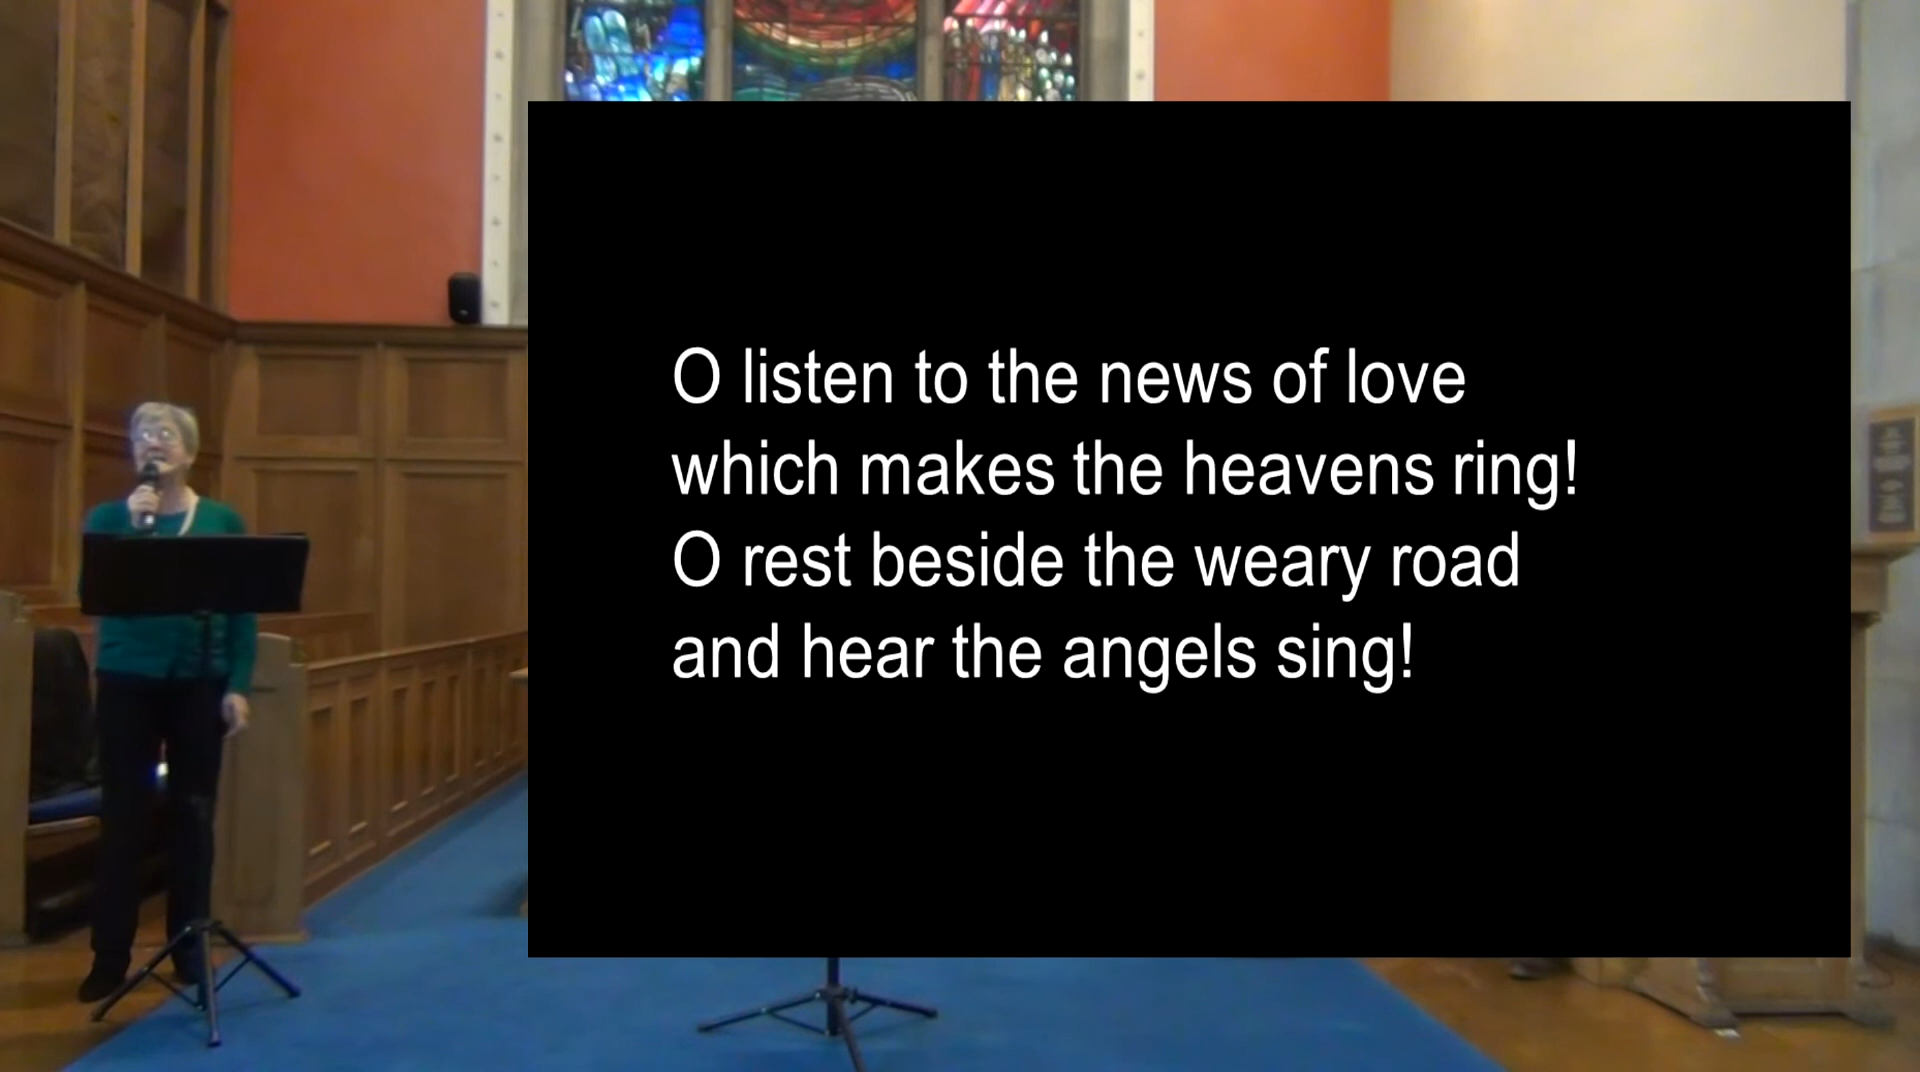 O listen to the news of love
which makes the heavens ring!
O rest beside the weary road
and hear the angels sing!